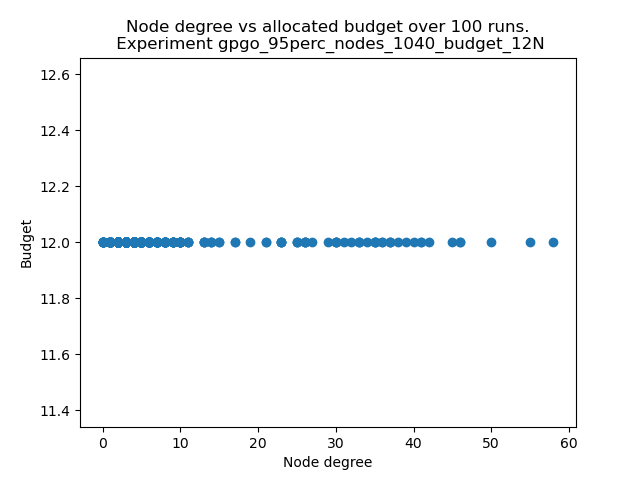 Node degree vs allocated budget over 100 runs.
Experiment gpgo_95perc_nodes_1040_budget_12N
12.6
12.4
12.2
12.0
11.8
11.6
11.4
Budget
0 10 20 30 40 50 60
Node degree